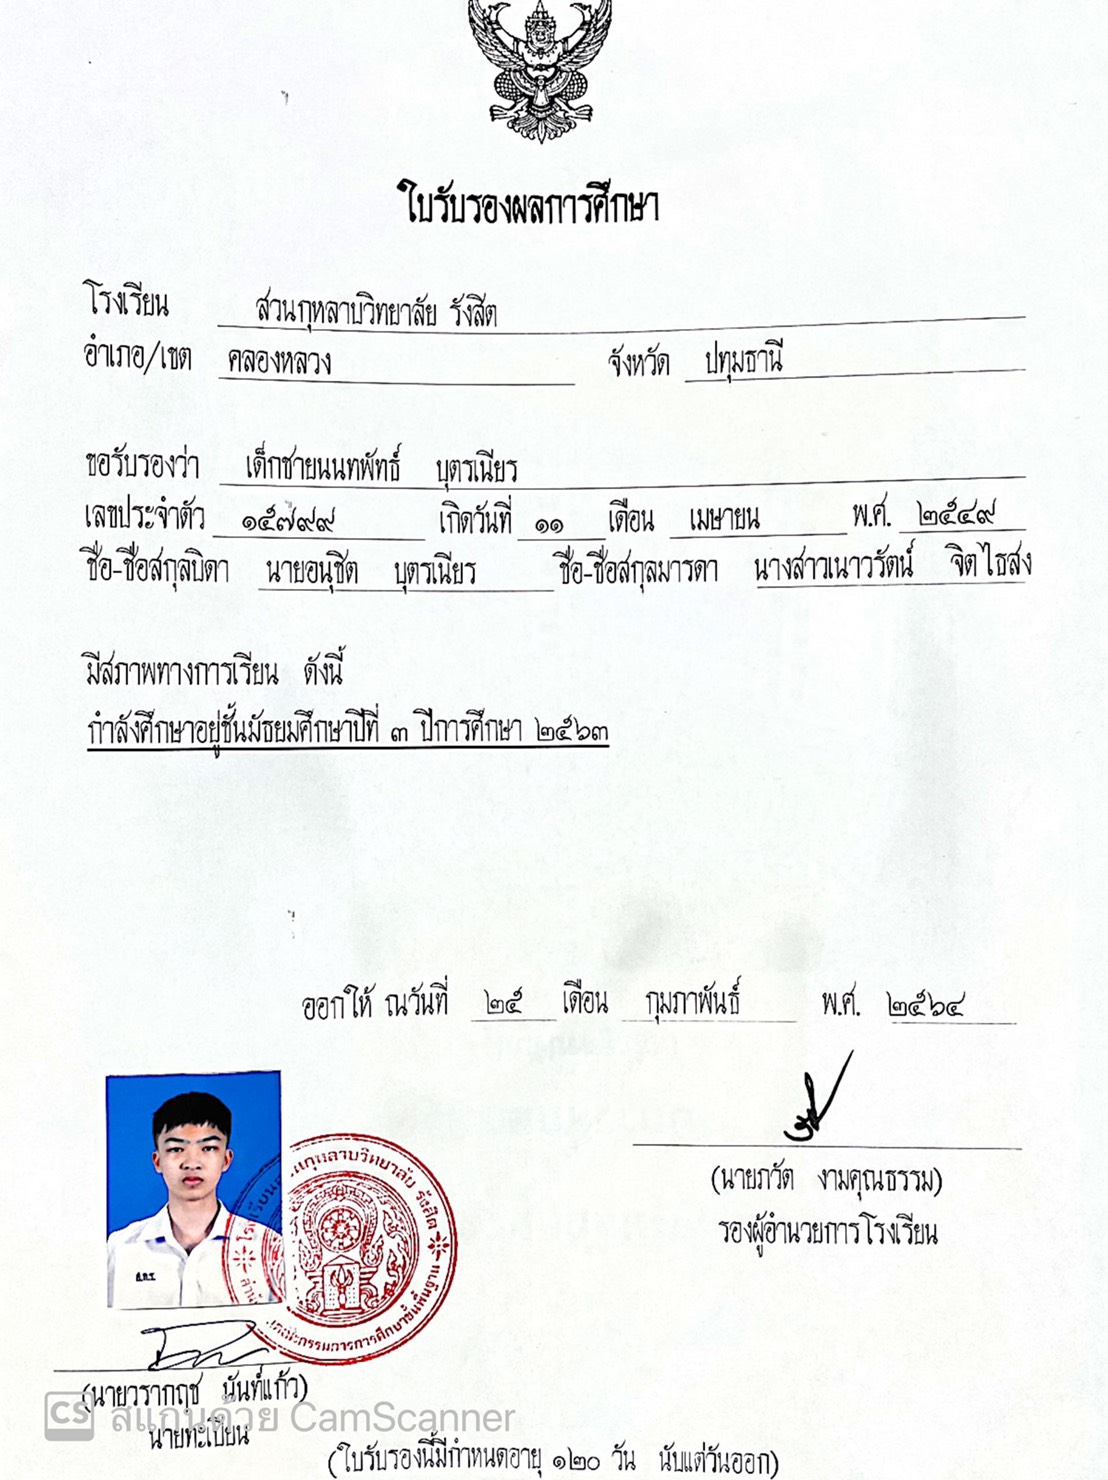 ใบรับรองผลการศึกษา
โรงเรียน สวนกุหลาบวิทยาลัย รังสิต
อำเภอ/เขต คลองหลวง จังหวัด ปทุมธานี
ขอรับรองว่า เด็กชายนนทพัทธ์ บุตรเนียร
เลขประจำตัว ๑๕๗๙๙ เกิดวันที่ ๑๑ เดือน เมษายน พ.ศ. ๒๕๔๙
ชื่อ-ชื่อสกุลบิดา นายอนุชิต บุตรเนียร ชื่อ-ชื่อสกุลมารดา นางสาวเนาวรัตน์ จิตไธสง
มีสภาพทางการเรียน ดังนี้
กำลังศึกษาอยู่ชั้นมัธยมศึกษาปีที่ ๓ ปีการศึกษา ๒๕๖๓
ออกให้ ณวันที่ ๒๕ เดือน กุมภาพันธ์ พ.ศ. ๒๕๖๔
(นายภวัต งามคุณธรรม)
รองผู้อำนวยการโรงเรียน
ส.ก.ร.
กุหลาบวิทยาลัย รังสิต
คณะกรรมการการศึกษาขั้นพื้นฐาน
(นายวรากฤช นันท์แก้ว)
นายทะเบียน
CS สแกนด้วย CamScanner
(ใบรับรองนี้มีกำหนดอายุ ๑๒๐ วัน นับแต่วันออก)